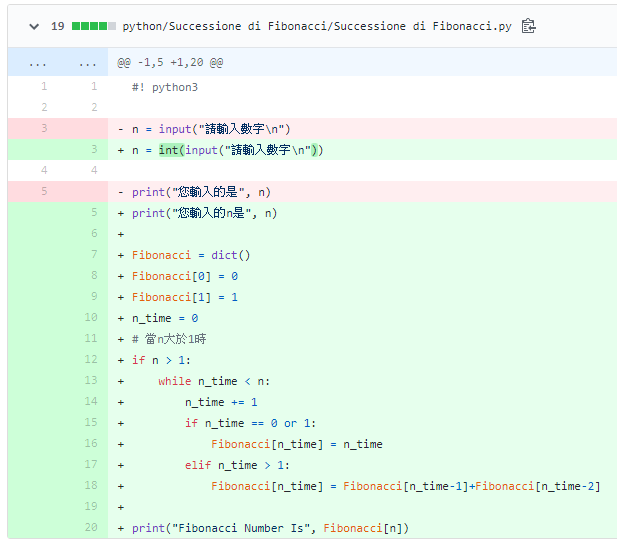 19 python/Successione di Fibonacci/Successione di Fibonacci.py
... ... @@ -1,5 +1,20 @@
1 1 #! python3
2 2
3 - n = input("請輸入數字\n")
3 + n = int(input("請輸入數字\n"))
4 4
5 - print("您輸入的是", n)
5 + print("您輸入的n是", n)
6 +
7 + Fibonacci = dict()
8 + Fibonacci[0] = 0
9 + Fibonacci[1] = 1
10 + n_time = 0
11 + # 當n大於1時
12 + if n > 1:
13 +     while n_time < n:
14 +         n_time += 1
15 +         if n_time == 0 or 1:
16 +             Fibonacci[n_time] = n_time
17 +         elif n_time > 1:
18 +             Fibonacci[n_time] = Fibonacci[n_time-1]+Fibonacci[n_time-2]
19 +
20 + print("Fibonacci Number Is", Fibonacci[n])